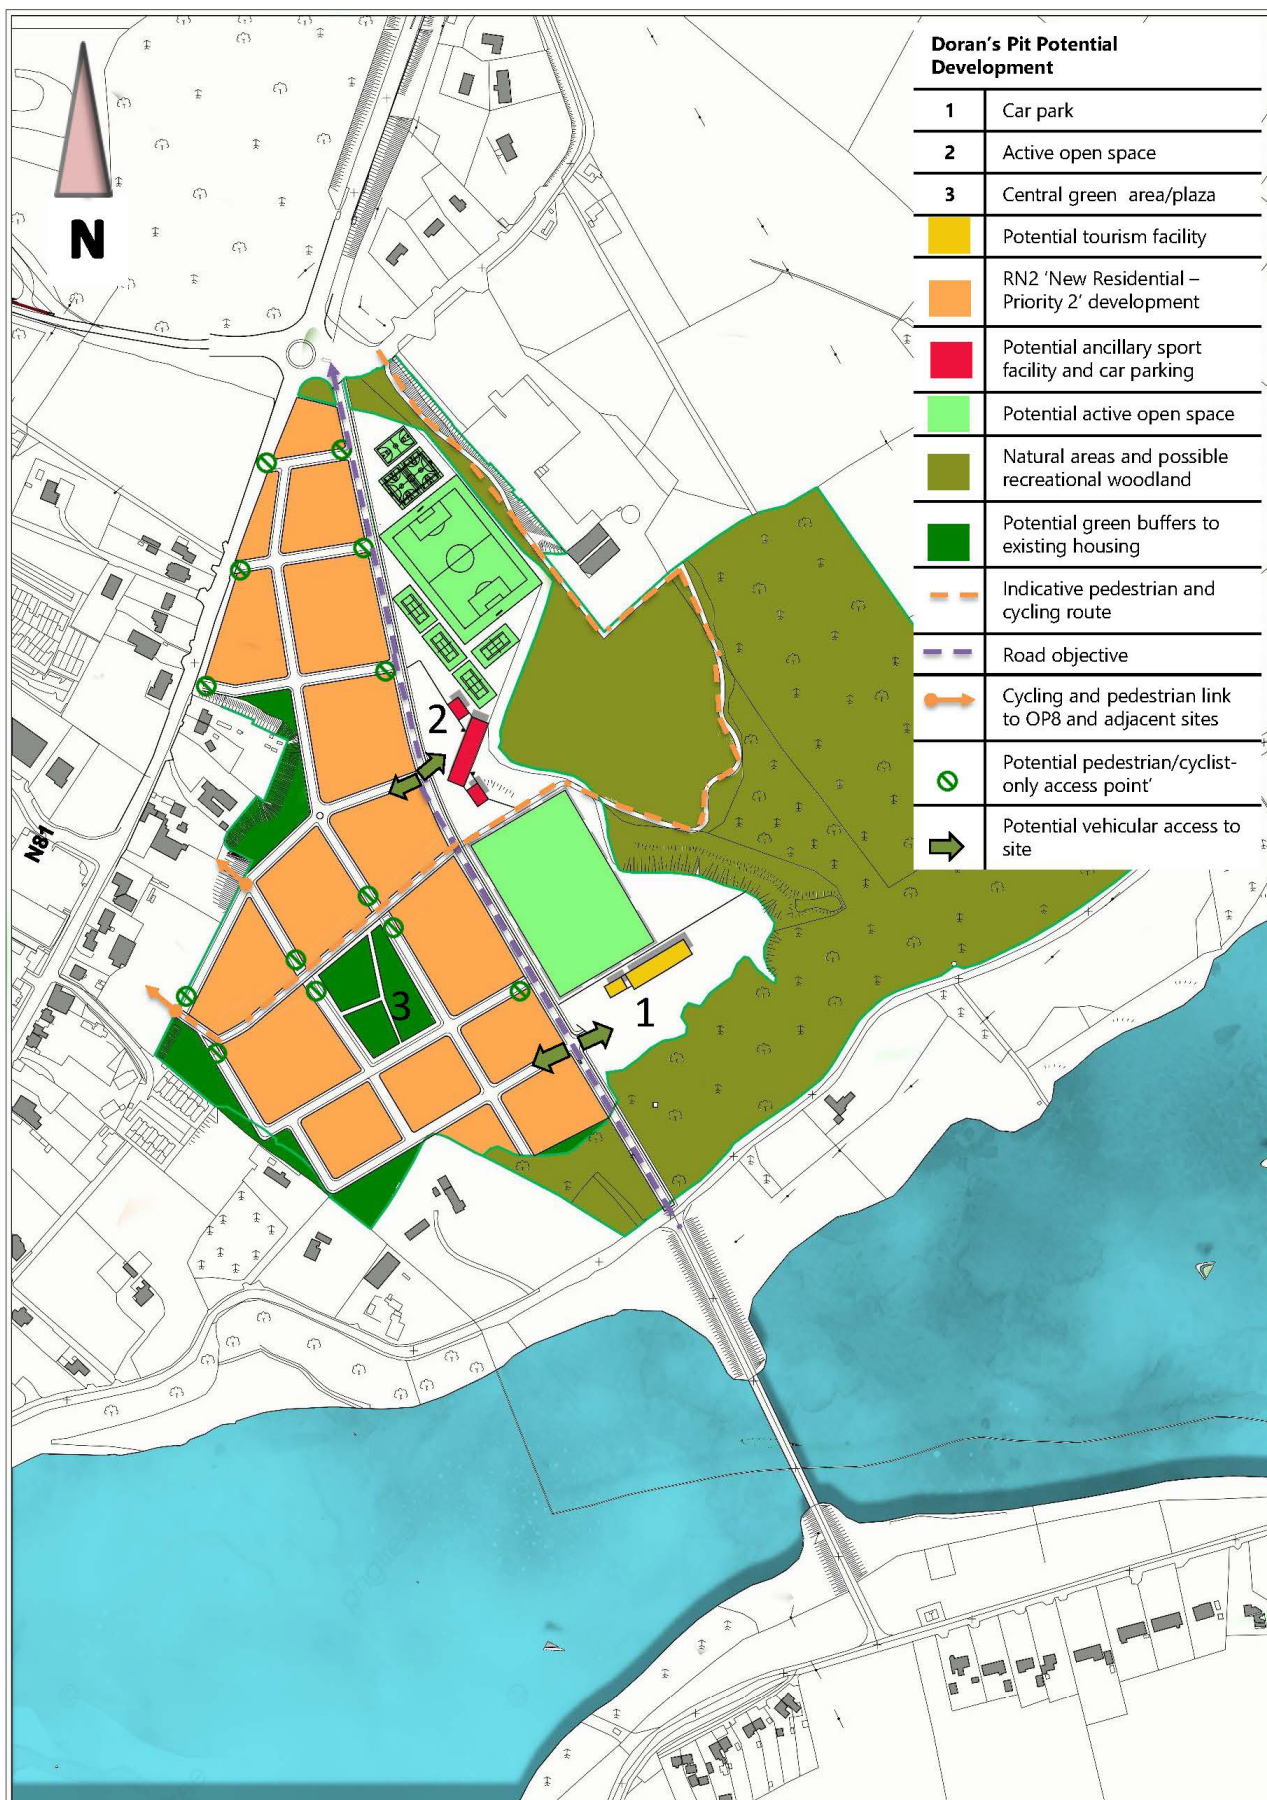 Doran's Pit Potential
Development
1 Car park
2 Active open space
3 Central green area/plaza
Potential tourism facility
RN2 'New Residential –
Priority 2' development
Potential ancillary sport
facility and car parking
Potential active open space
Natural areas and possible
recreational woodland
Potential green buffers to
existing housing
Indicative pedestrian and
cycling route
Road objective
Cycling and pedestrian link
to OP8 and adjacent sites
Potential pedestrian/cyclist-
only access point'
Potential vehicular access to
site
N
2
N81
3
1